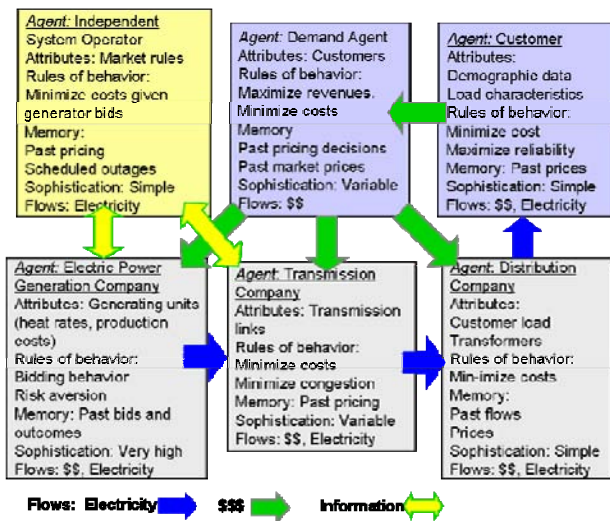 Agent: Independent
System Operator
Attributes: Market rules
Rules of behavior:
Minimize costs given
generator bids
Memory:
Past pricing
Scheduled outages
Sophistication: Simple
Flows: Electricity
Agent: Demand Agent
Attributes: Customers
Rules of behavior:
Maximize revenues.
Minimize costs
Memory
Past pricing decisions
Past market prices
Sophistication: Variable
Flows: $$
Agent: Customer
Attributes:
Demographic data
Load characteristics
Rules of behavior:
Minimize cost
Maximize reliability
Memory: Past prices
Sophistication: Simple
Flows: $$, Electricity
Agent: Electric Power
Generation Company
Attributes: Generating units
(heat rates, production
costs)
Rules of behavior:
Bidding behavior
Risk aversion
Memory: Past bids and
outcomes
Sophistication: Very high
Flows: $$, Electricity
Agent: Transmission
Company
Attributes: Transmission
links
Rules of behavior:
Minimize costs
Minimize congestion
Memory: Past pricing
Sophistication: Variable
Flows: $$, Electricity
Agent: Distribution
Company
Attributes:
Customer load
Transformers
Rules of behavior:
Min-imize costs
Memory:
Past flows
Prices
Sophistication: Simple
Flows: $$, Electricity
Flows: Electricity $$$ Information